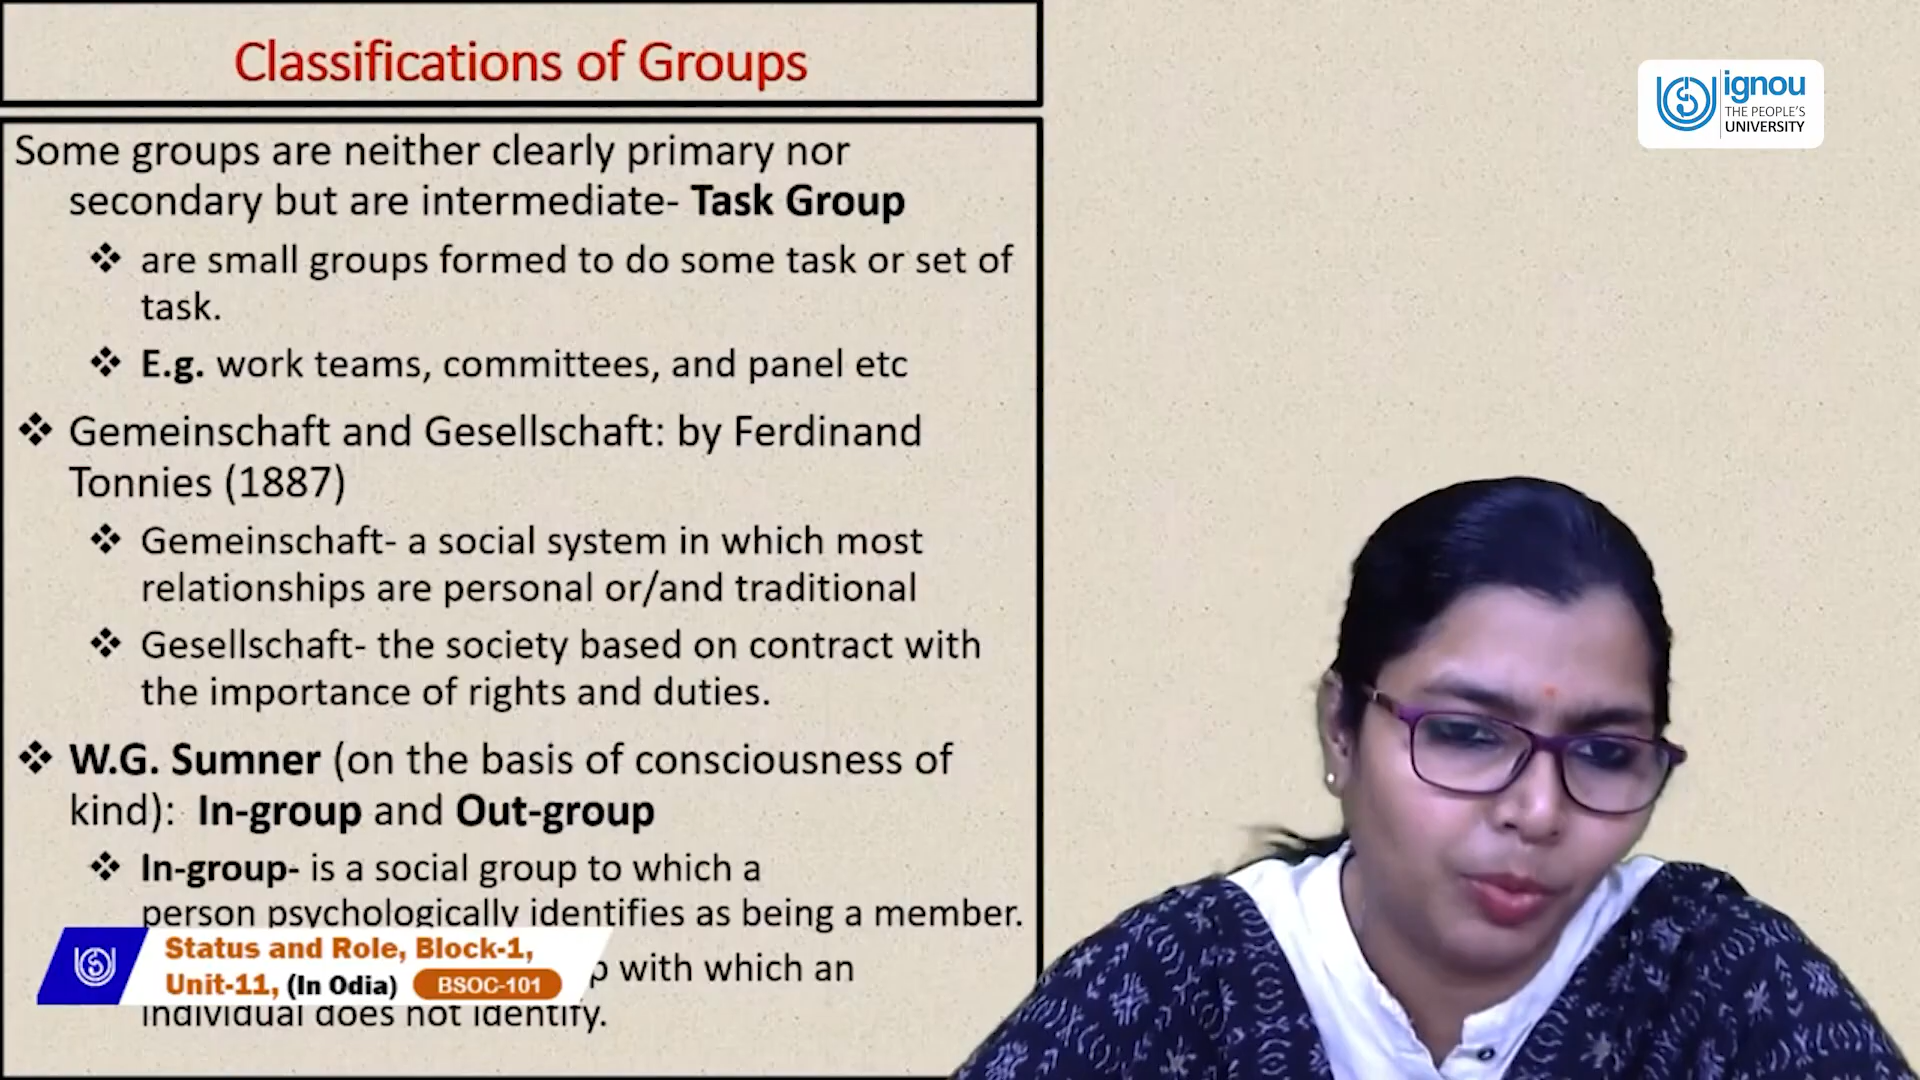 Classifications of Groups
ignou
THE PEOPLE'S
UNIVERSITY
Some groups are neither clearly primary nor
secondary but are intermediate- Task Group
❖ are small groups formed to do some task or set of
task.
❖ E.g. work teams, committees, and panel etc
❖ Gemeinschaft and Gesellschaft: by Ferdinand
Tonnies (1887)
❖ Gemeinschaft- a social system in which most
relationships are personal or/and traditional
❖ Gesellschaft- the society based on contract with
the importance of rights and duties.
❖ W.G. Sumner (on the basis of consciousness of
kind): In-group and Out-group
❖ In-group- is a social group to which a
person psychologically identifies as being a member.
with which an
individual does not identify.
Status and Role, Block-1,
Unit-11, (In Odia) BSOC-101